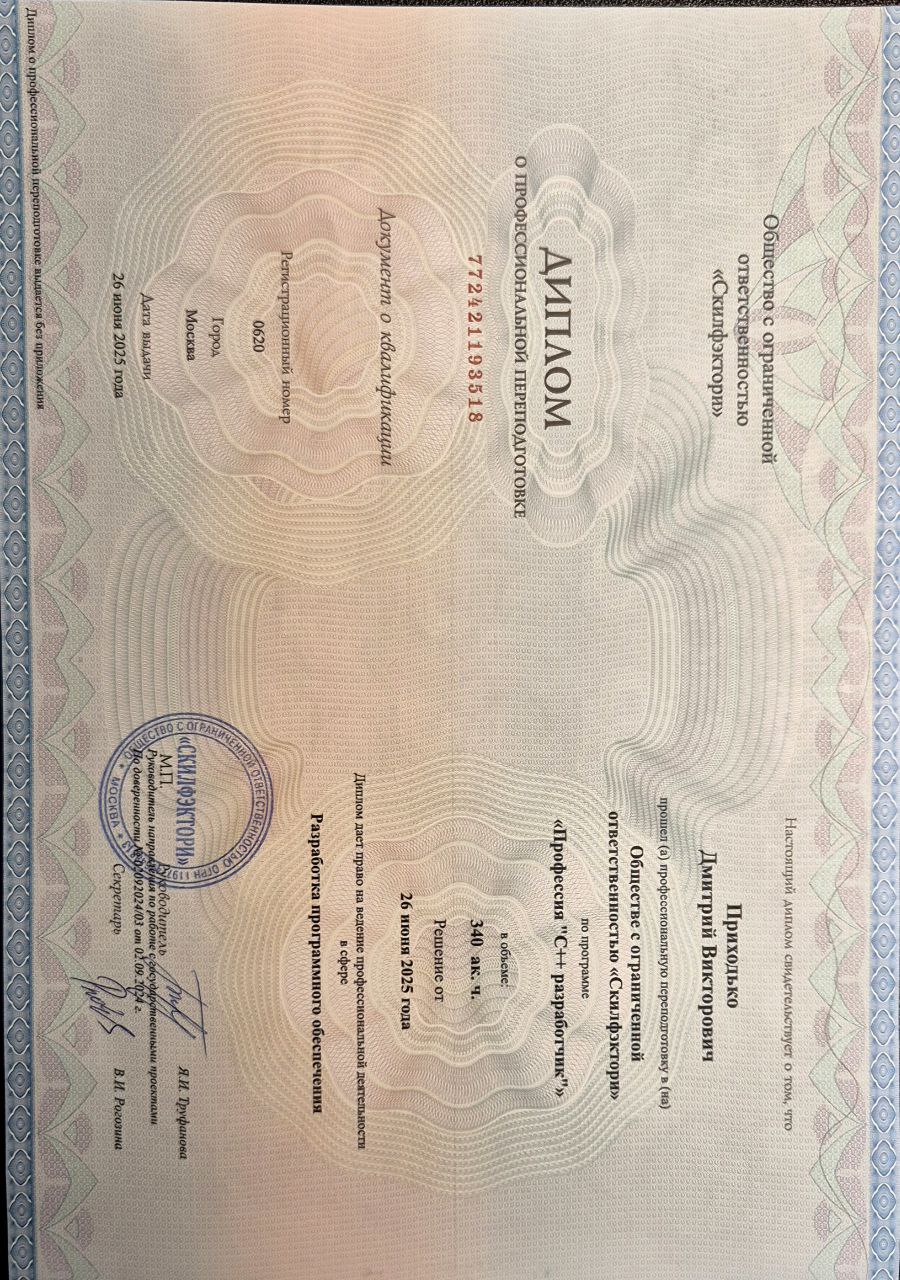 Общество с ограниченной
ответственностью
«Скилфэктори»
ДИПЛОМ
О ПРОФЕССИОНАЛЬНОЙ ПЕРЕПОДГОТОВКЕ
772421193518
Документ о квалификации
Регистрационный номер
0620
Город
Москва
Дата выдачи
26 июня 2025 года
Диплом о профессиональной переподготовке выдается без приложения
Настоящий диплом свидетельствует о том, что
Приходько
Дмитрий Викторович
прошел (а) профессиональную переподготовку в (на)
Обществе с ограниченной
ответственностью «Скилфэктори»
по программе
«Профессия "C++ разработчик"»
в объеме:
340 ак. ч.
Решение от
26 июня 2025 года
Диплом дает право на ведение профессиональной деятельности
в сфере
Разработка программного обеспечения
ОБЩЕСТВО С ОГРАНИЧЕННОЙ ОТВЕТСТВЕННОСТЬЮ ОГРН
«СКИЛФЭКТОРИ»
МОСКВА
М.П.
Руководитель
Я.И. Труфанова
Руководитель направления по работе с государственными проектами
По доверенности № 02092024/03 от 02.09.2024 г.
Секретарь
В.И. Рогозина